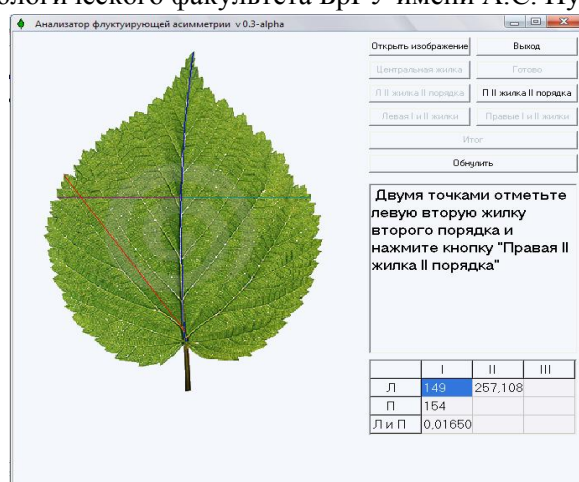 ологического факультета БрГУ имени А.С. Пу
Анализатор флуктуирующей асимметрии v 0.3-alpha
Открыть изображение Выход
Центральная жилка Готово
Л II жилка II порядка П II жилка II порядка
Левая I и II жилки Правые I и II жилки
Итог
Обнулить
Двумя точками отметьте
левую вторую жилку
второго порядка и
нажмите кнопку "Правая II
жилка II порядка"
I II III
Л 149 257,108
П 154
Л и П 0,01650